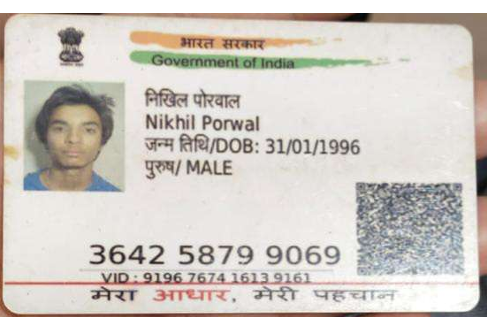 भारत सरकार
Government of India
निखिल पोरवाल
Nikhil Porwal
जन्म तिथि/DOB: 31/01/1996
पुरुष/ MALE
3642 5879 9069
VID : 9196 7674 1613 9161
मेरा आधार, मेरी पहचान